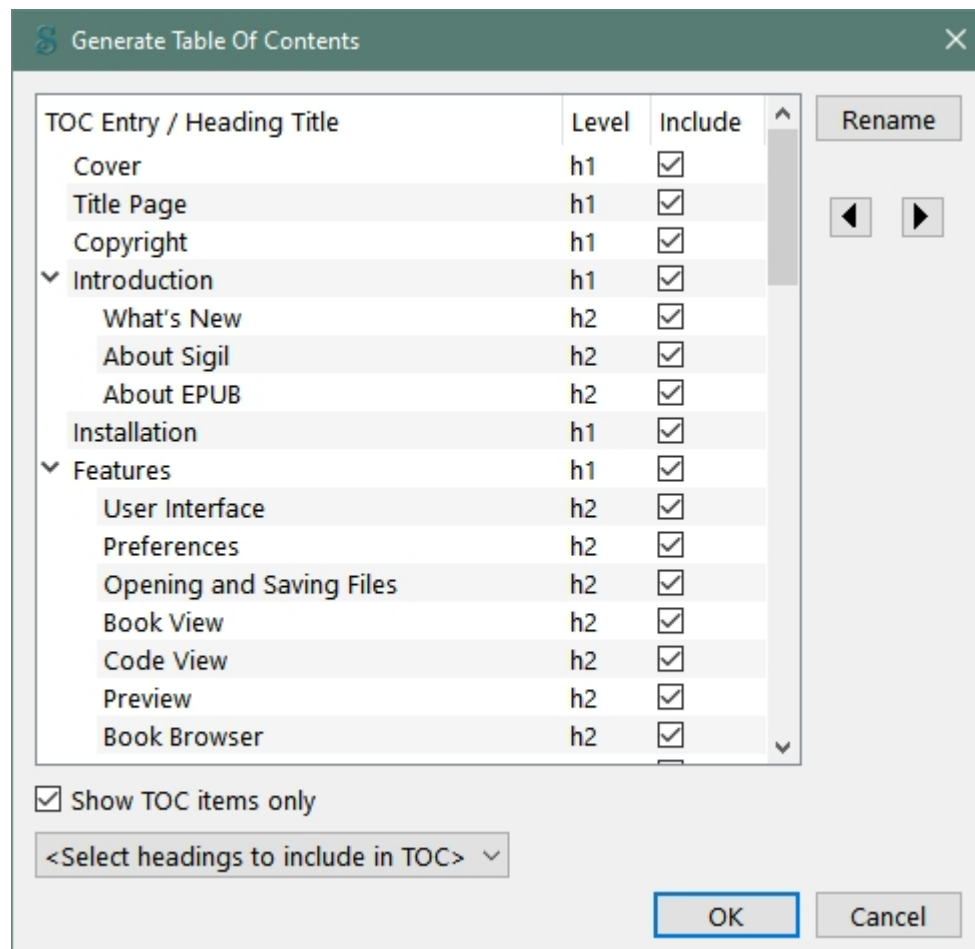 Generate Table Of Contents
TOC Entry / Heading Title Level Include
Rename
Cover h1
Title Page h1
Copyright h1
Introduction h1
What's New h2
About Sigil h2
About EPUB h2
Installation h1
Features h1
User Interface h2
Preferences h2
Opening and Saving Files h2
Book View h2
Code View h2
Preview h2
Book Browser h2
Show TOC items only
<Select headings to include in TOC>
OK Cancel